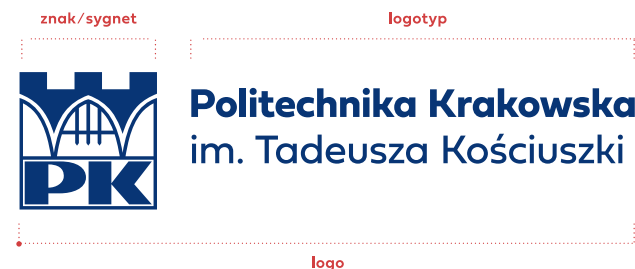 znak/sygnet
logotyp
PK
Politechnika Krakowska
im. Tadeusza Kościuszki
logo